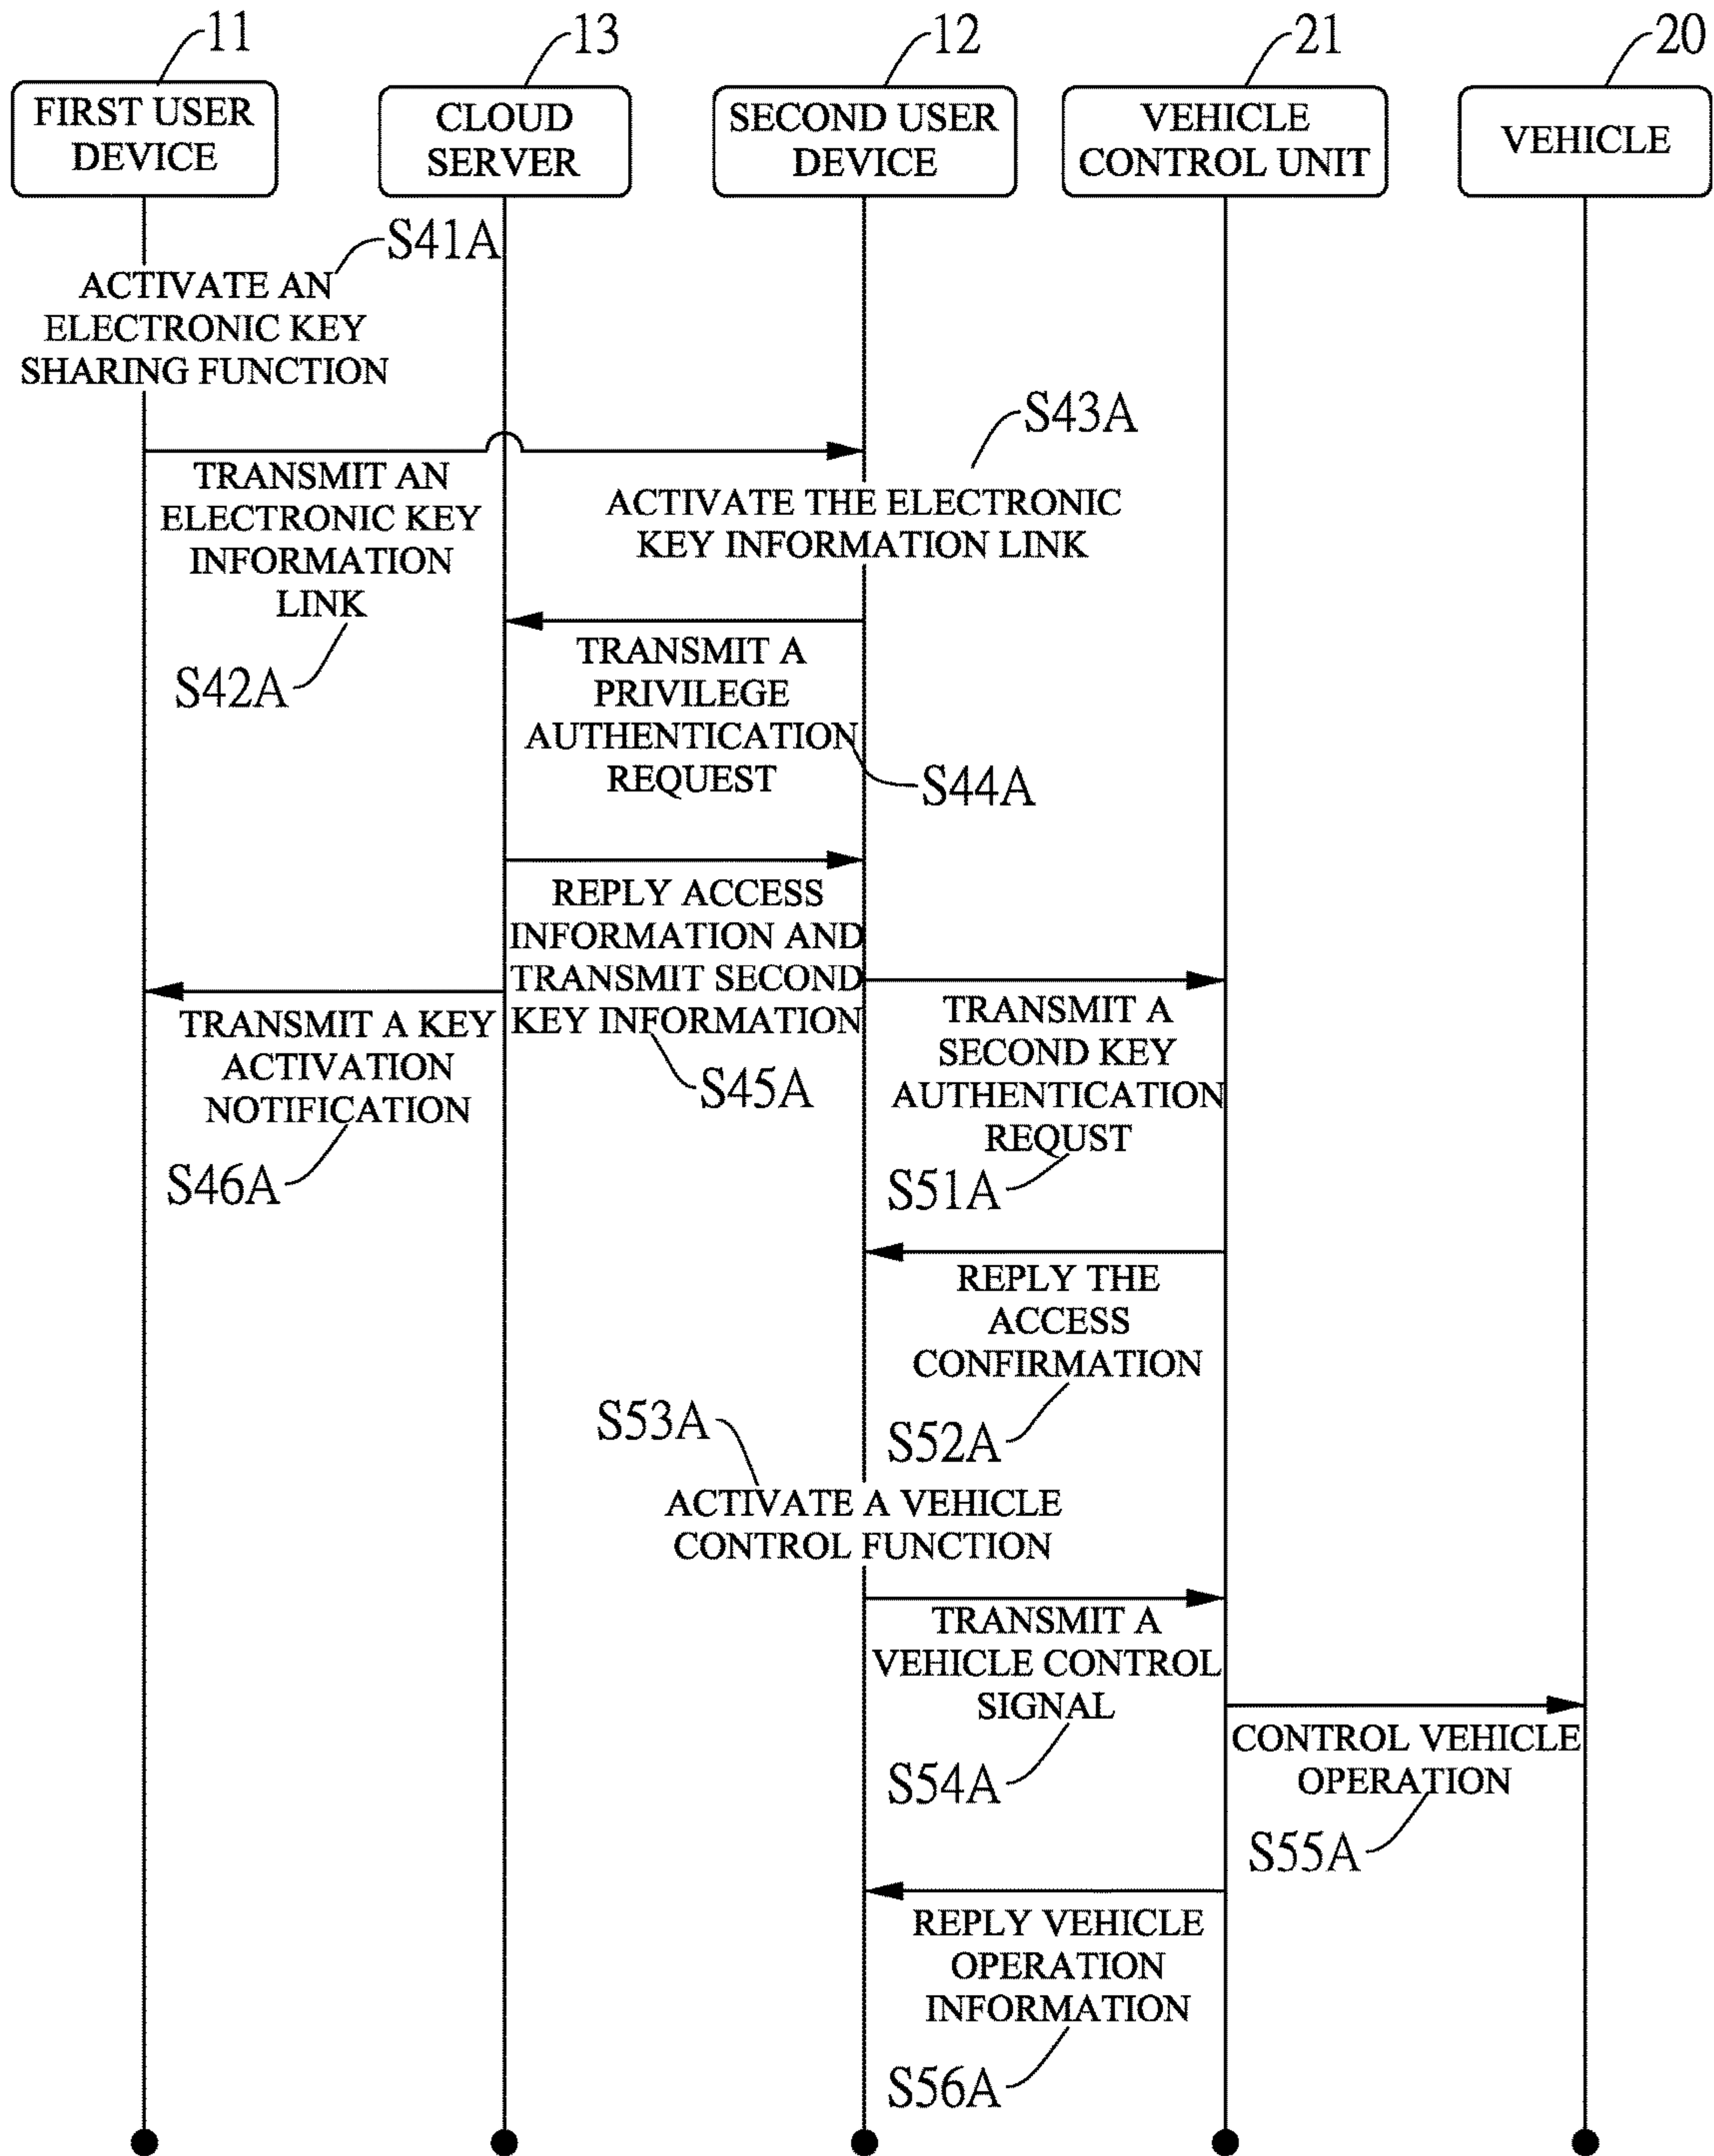 11
13
12
21
20
FIRST USER
DEVICE
CLOUD
SERVER
SECOND USER
DEVICE
VEHICLE
CONTROL UNIT
VEHICLE
S41A
ACTIVATE AN
ELECTRONIC KEY
SHARING FUNCTION
S43A
TRANSMIT AN
ELECTRONIC KEY
INFORMATION
LINK
S42A
ACTIVATE THE ELECTRONIC
KEY INFORMATION LINK
TRANSMIT A
PRIVILEGE
AUTHENTICATION
REQUEST
S44A
REPLY ACCESS
INFORMATION AND
TRANSMIT SECOND
KEY INFORMATION
S45A
TRANSMIT A KEY
ACTIVATION
NOTIFICATION
S46A
TRANSMIT A
SECOND KEY
AUTHENTICATION
REQUST
S51A
REPLY THE
ACCESS
CONFIRMATION
S52A
S53A
ACTIVATE A VEHICLE
CONTROL FUNCTION
TRANSMIT A
VEHICLE CONTROL
SIGNAL
S54A
CONTROL VEHICLE
OPERATION
S55A
REPLY VEHICLE
OPERATION
INFORMATION
S56A